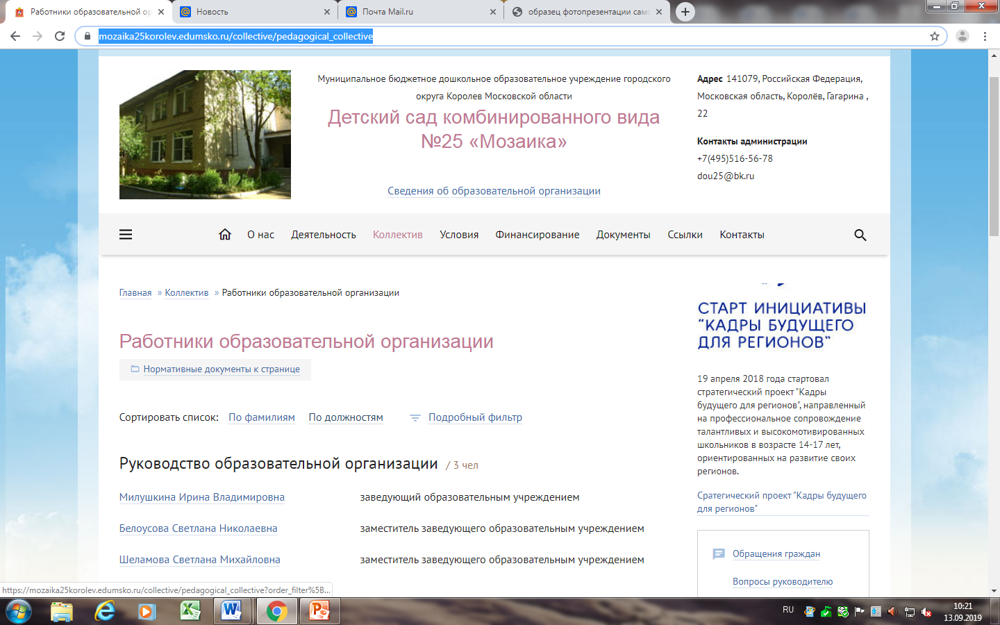 Работники образовательной ор
Новость
Почта Mail.ru
образец фотопрезентации само
mozaika25korolev.edumsko.ru/collective/pedagogical_collective
Муниципальное бюджетное дошкольное образовательное учреждение городского
округа Королев Московской области
Детский сад комбинированного вида
№25 «Мозаика»
Сведения об образовательной организации
Адрес 141079, Российская Федерация,
Московская область, Королёв, Гагарина ,
22
Контакты администрации
+7(495)516-56-78
dou25@bk.ru
О нас Деятельность Коллектив Условия Финансирование Документы Ссылки Контакты
Главная » Коллектив » Работники образовательной организации
Работники образовательной организации
Нормативные документы к странице
Сортировать список: По фамилиям По должностям Подробный фильтр
Руководство образовательной организации / 3 чел
Милушкина Ирина Владимировна заведующий образовательным учреждением
Белоусова Светлана Николаевна заместитель заведующего образовательным учреждением
Шеламова Светлана Михайловна заместитель заведующего образовательным учреждением
СТАРТ ИНИЦИАТИВЫ
"КАДРЫ БУДУЩЕГО
ДЛЯ РЕГИОНОВ"
19 апреля 2018 года стартовал
стратегический проект "Кадры
будущего для регионов", направленный
на профессиональное сопровождение
талантливых и высокомотивированных
школьников в возрасте 14-17 лет,
ориентированных на развитие своих
регионов.
Сратегический проект "Кадры будущего
для регионов"
Обращения граждан
Вопросы руководителю
https://mozaika25korolev.edumsko.ru/collective/pedagogical_collective?order_filter%5B...
RU
10:21
13.09.2019